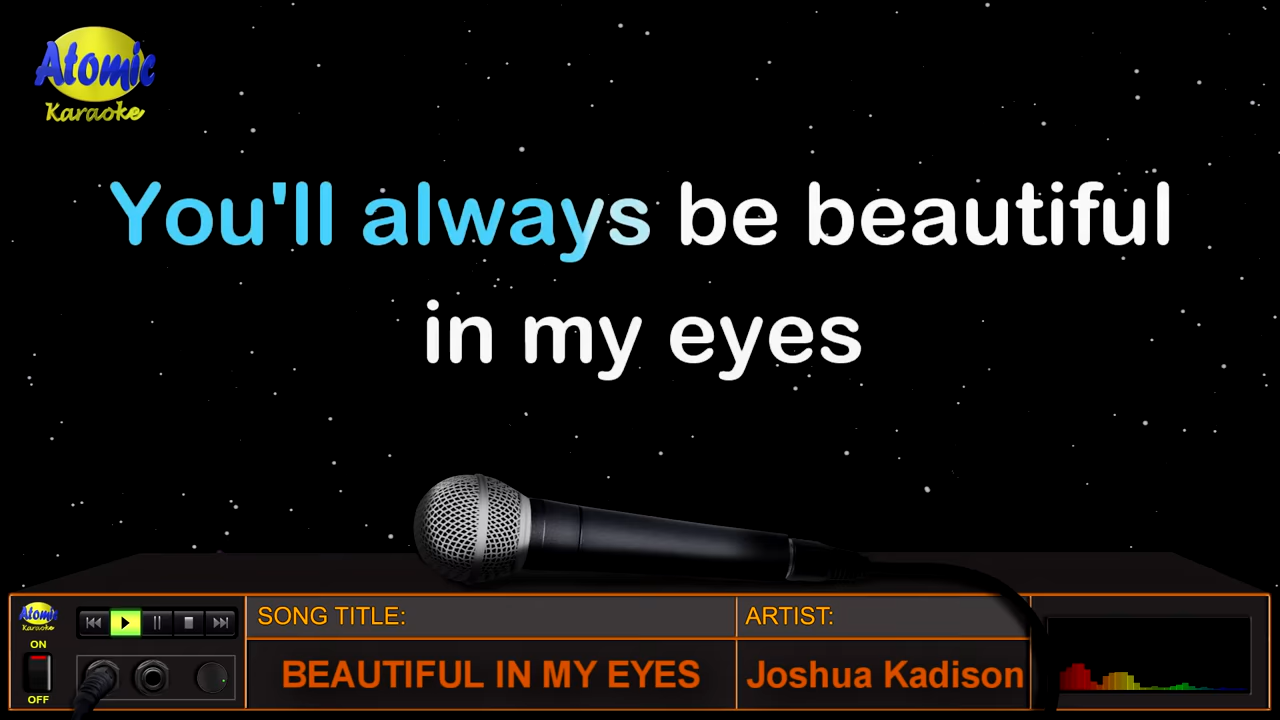 Atomic
Karaoke
You'll always be beautiful
in my eyes
Atomic
Karaoke
ON
OFF
SONG TITLE:
BEAUTIFUL IN MY EYES
ARTIST:
Joshua Kadison